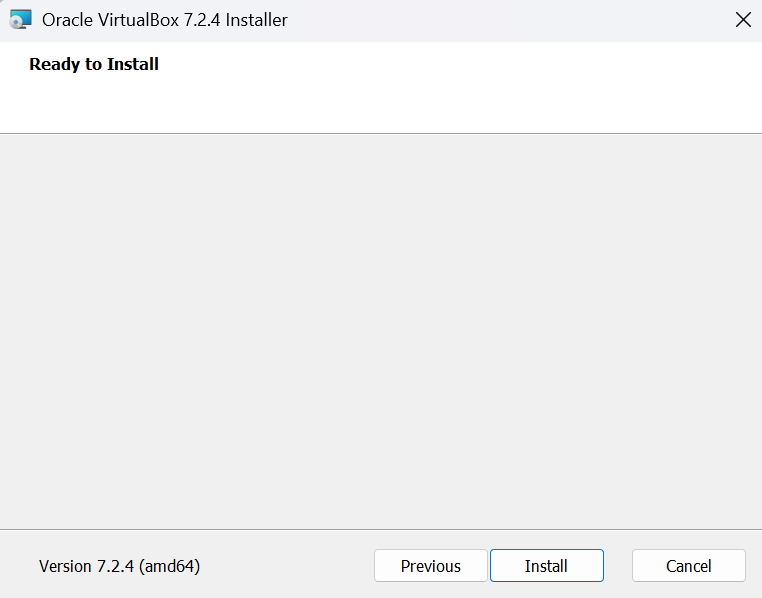 Oracle VirtualBox 7.2.4 Installer
Ready to Install
Version 7.2.4 (amd64)
Previous
Install
Cancel